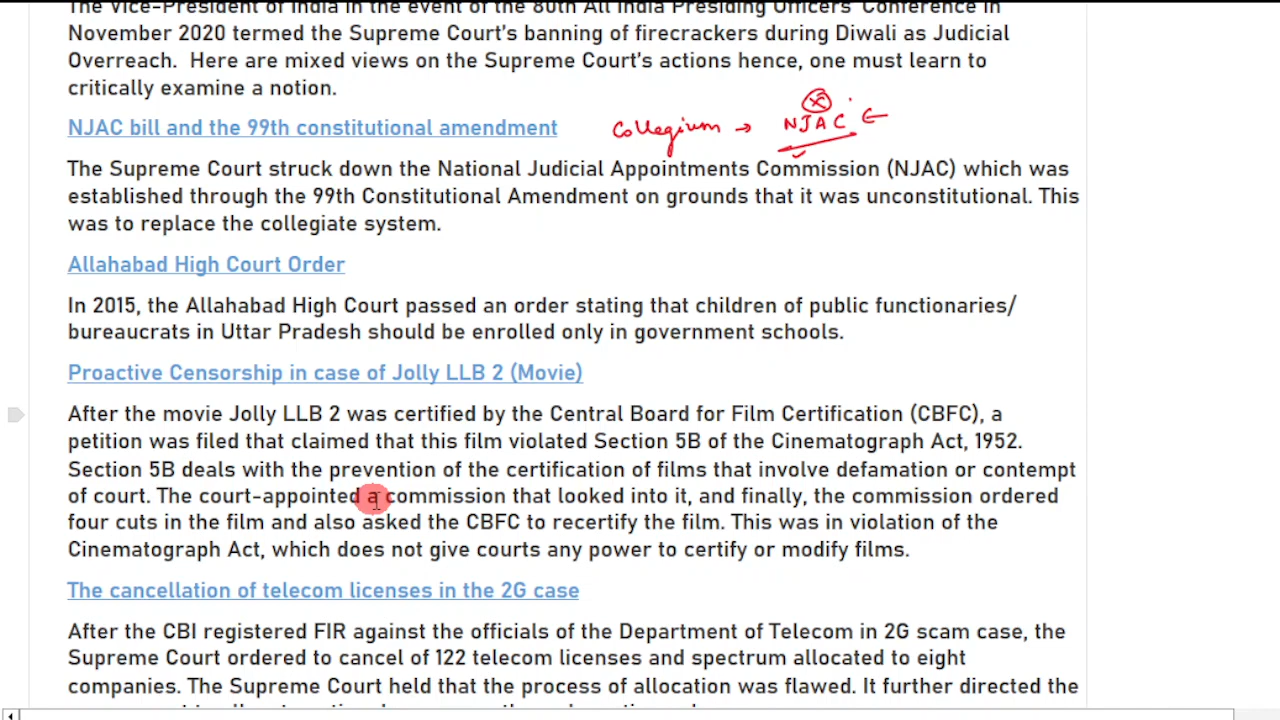 The Vice-President of India in the event of the 80th All India Presiding Officers' Conference in
November 2020 termed the Supreme Court's banning of firecrackers during Diwali as Judicial
Overreach. Here are mixed views on the Supreme Court's actions hence, one must learn to
critically examine a notion.
NJAC bill and the 99th constitutional amendment
Collegium → NJAC ←
The Supreme Court struck down the National Judicial Appointments Commission (NJAC) which was
established through the 99th Constitutional Amendment on grounds that it was unconstitutional. This
was to replace the collegiate system.
Allahabad High Court Order
In 2015, the Allahabad High Court passed an order stating that children of public functionaries/
bureaucrats in Uttar Pradesh should be enrolled only in government schools.
Proactive Censorship in case of Jolly LLB 2 (Movie)
After the movie Jolly LLB 2 was certified by the Central Board for Film Certification (CBFC), a
petition was filed that claimed that this film violated Section 5B of the Cinematograph Act, 1952.
Section 5B deals with the prevention of the certification of films that involve defamation or contempt
of court. The court-appointed a commission that looked into it, and finally, the commission ordered
four cuts in the film and also asked the CBFC to recertify the film. This was in violation of the
Cinematograph Act, which does not give courts any power to certify or modify films.
The cancellation of telecom licenses in the 2G case
After the CBI registered FIR against the officials of the Department of Telecom in 2G scam case, the
Supreme Court ordered to cancel of 122 telecom licenses and spectrum allocated to eight
companies. The Supreme Court held that the process of allocation was flawed. It further directed the